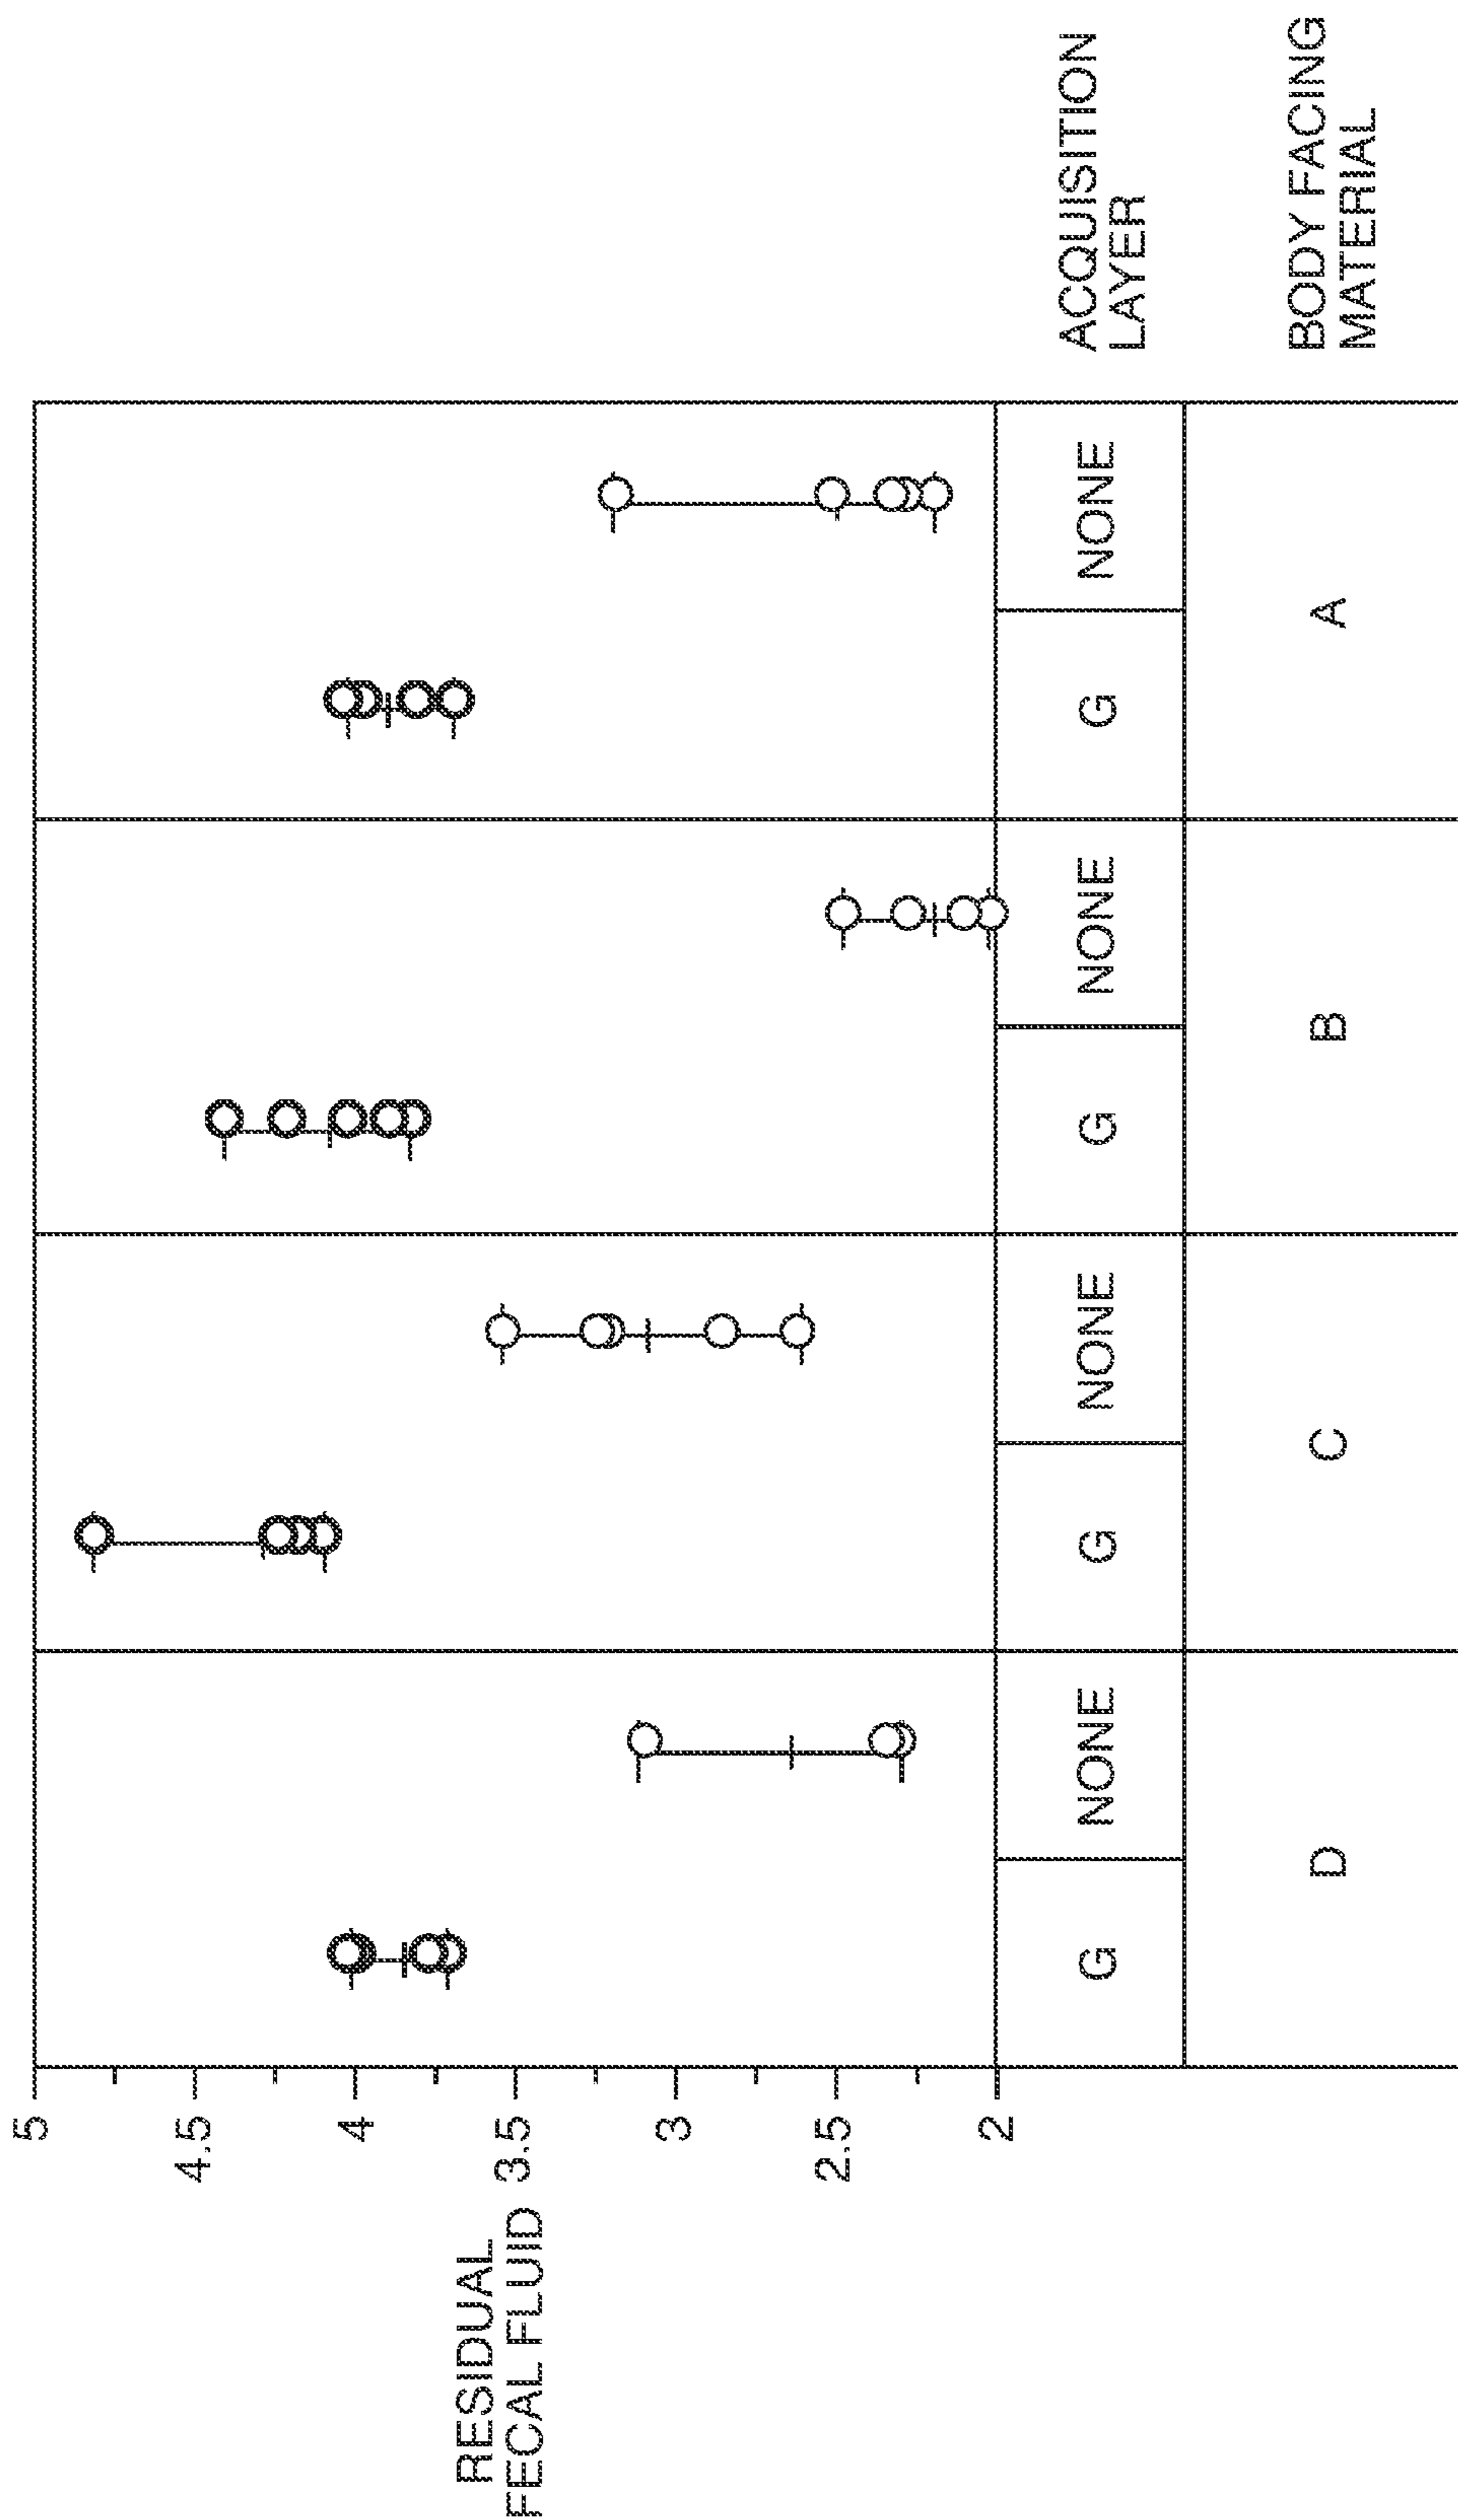 RESIDUAL
FECAL FLUID
5
4.5
4
3.5
3
2.5
2
G NONE G NONE G NONE G NONE
ACQUISITION
LAYER
D C B A
BODY FACING
MATERIAL